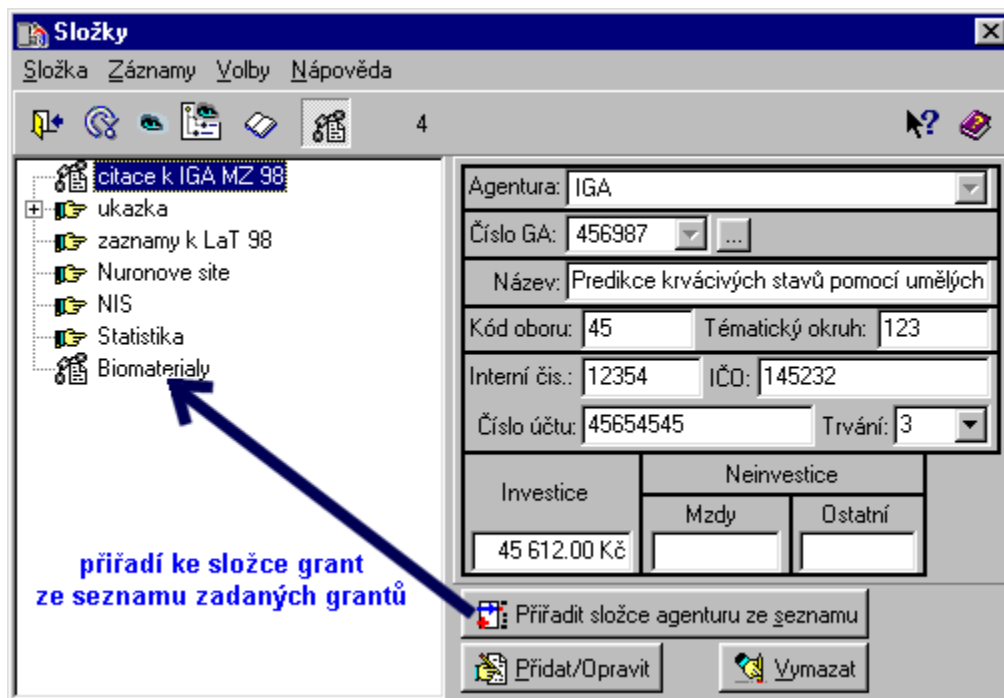 Složky
Složka Záznamy Volby Nápověda
4
citace k IGA MZ 98
ukazka
zaznamy k LaT 98
Nuronove site
NIS
Statistika
Biomaterialy
přiřadí ke složce grant
ze seznamu zadaných grantů
Agentura: IGA
Číslo GA: 456987 ...
Název: Predikce krvácivých stavů pomocí umělých
Kód oboru: 45 Tématický okruh: 123
Interní čis.: 12354 IČO: 145232
Číslo účtu: 45654545 Trvání: 3
Investice
Neinvestice
Mzdy Ostatní
45 612.00 Kč
Přiřadit složce agenturu ze seznamu
Přidat/Opravit Vymazat